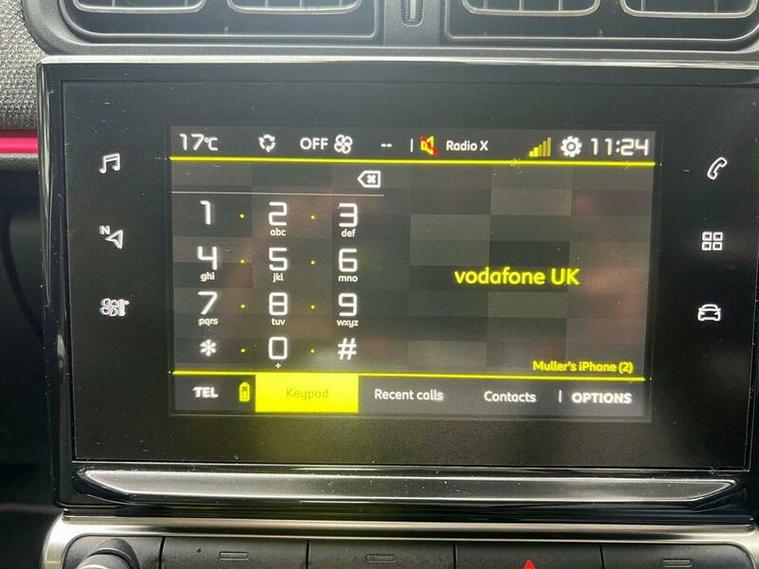 17°C OFF -- | Radio X 11:24
1 2 3
abc def
4 5 6
ghi jkl mno
vodafone UK
7 8 9
pqrs tuv wxyz
* 0 #
+
Muller's iPhone (2)
TEL Keypad Recent calls Contacts | OPTIONS
N